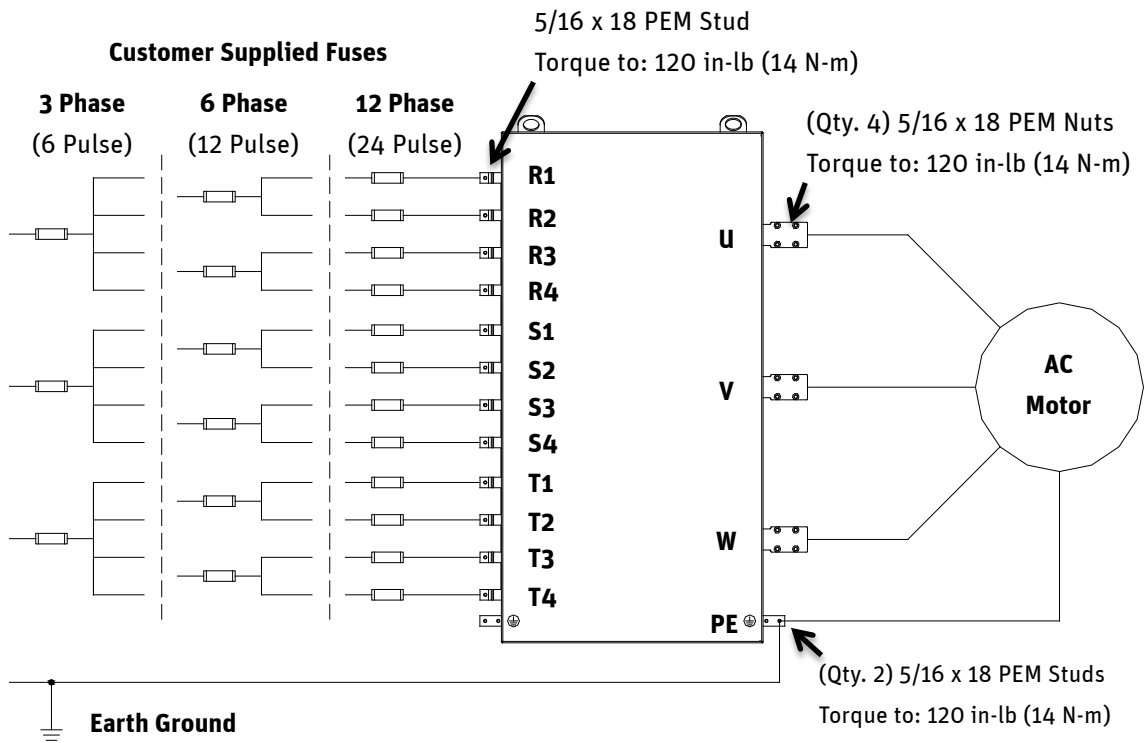 5/16 x 18 PEM Stud
Torque to: 120 in-lb (14 N-m)
Customer Supplied Fuses
3 Phase
(6 Pulse)
6 Phase
(12 Pulse)
12 Phase
(24 Pulse)
(Qty. 4) 5/16 x 18 PEM Nuts
Torque to: 120 in-lb (14 N-m)
R1
R2
R3
R4
S1
S2
S3
S4
T1
T2
T3
T4
U
V
W
PE
AC
Motor
(Qty. 2) 5/16 x 18 PEM Studs
Torque to: 120 in-lb (14 N-m)
Earth Ground